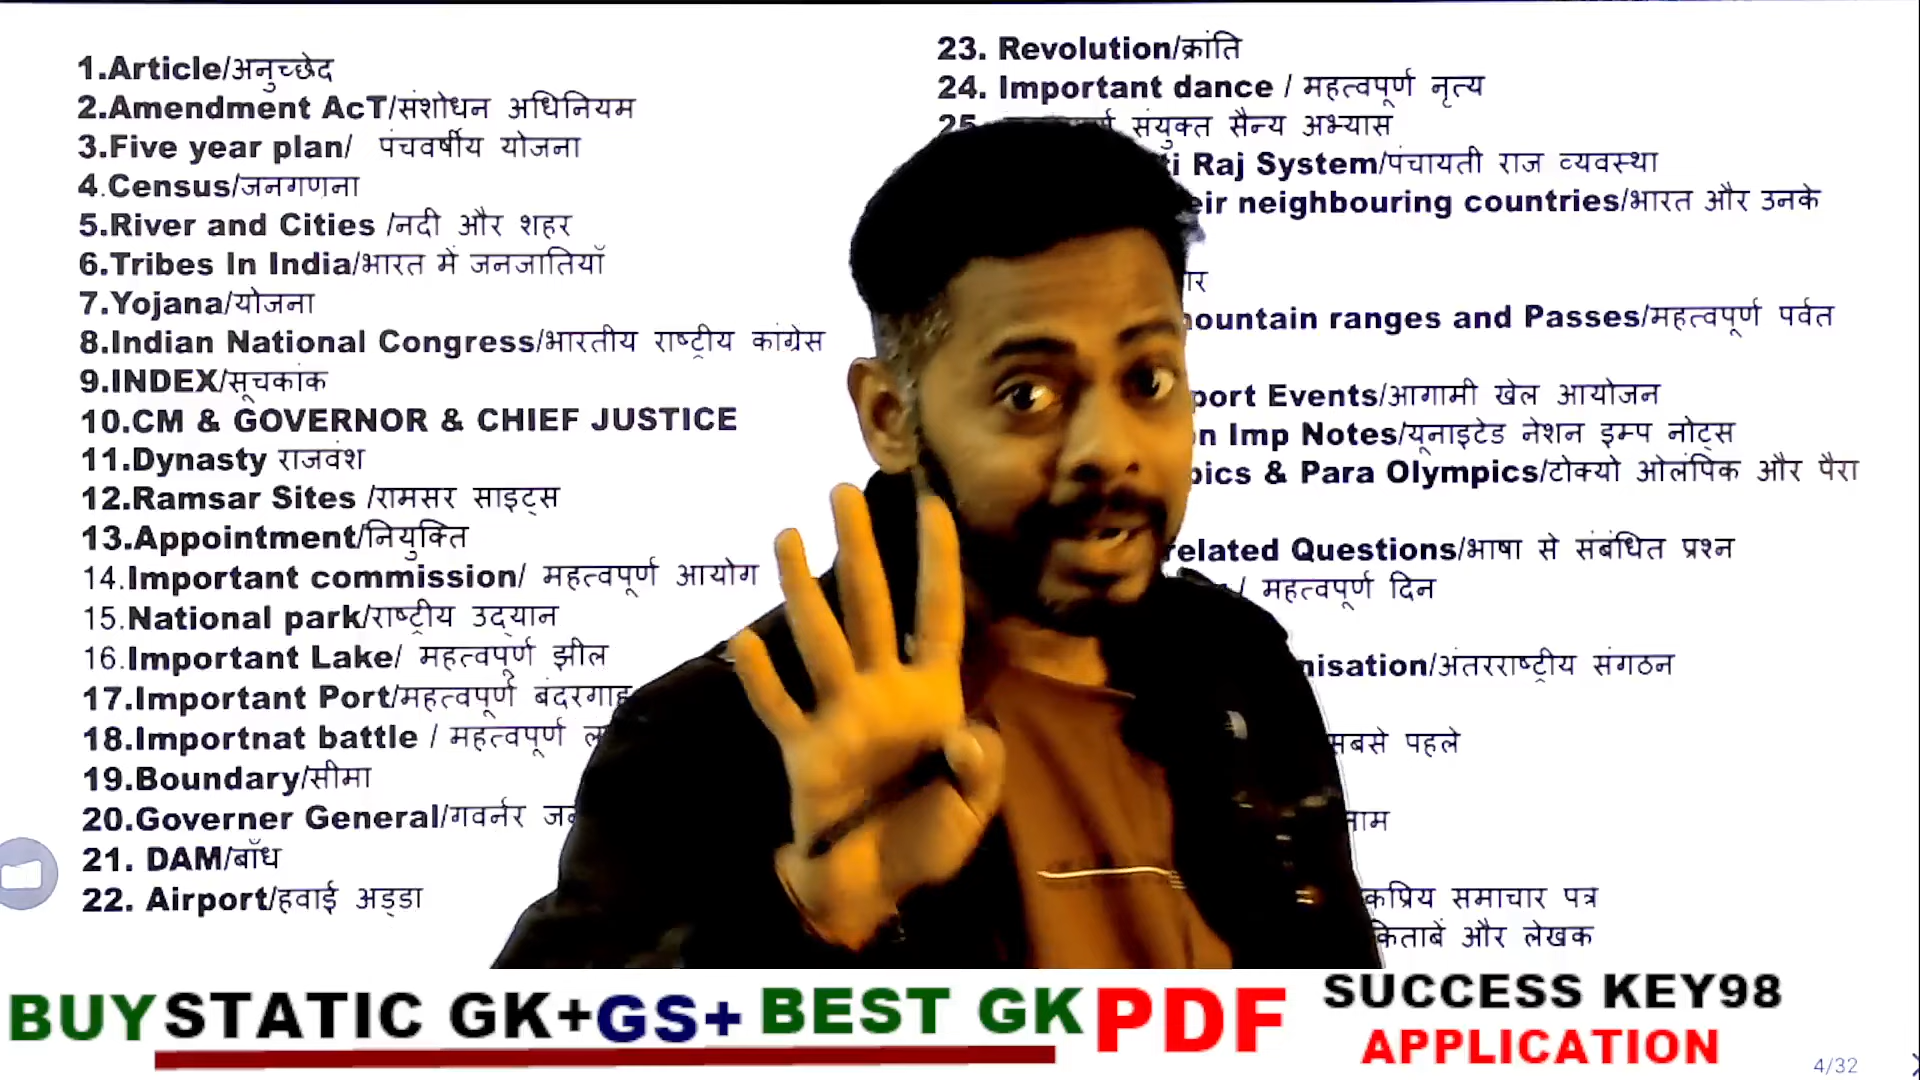 1.Article/अनुच्छेद
2.Amendment AcT/संशोधन अधिनियम
3.Five year plan/ पंचवर्षीय योजना
4.Census/जनगणना
5.River and Cities /नदी और शहर
6.Tribes In India/भारत में जनजातियाँ
7.Yojana/योजना
8.Indian National Congress/भारतीय राष्ट्रीय कांग्रेस
9.INDEX/सूचकांक
10.CM & GOVERNOR & CHIEF JUSTICE
11.Dynasty राजवंश
12.Ramsar Sites /रामसर साइट्स
13.Appointment/नियुक्ति
14.Important commission/ महत्वपूर्ण आयोग
15.National park/राष्ट्रीय उद्यान
16.Important Lake/ महत्वपूर्ण झील
17.Important Port/महत्वपूर्ण बंदरगाह
18.Importnat battle / महत्वपूर्ण
19.Boundary/सीमा
20.Governer General/गवर्नर
21. DAM/बाँध
22. Airport/हवाई अड्डा
23. Revolution/क्रांति
24. Important dance / महत्वपूर्ण नृत्य
25. संयुक्त सैन्य अभ्यास
Raj System/पंचायती राज व्यवस्था
neighbouring countries/भारत और उनके
ranges and Passes/महत्वपूर्ण पर्वत
Events/आगामी खेल आयोजन
Imp Notes/यूनाइटेड नेशन इम्प नोट्स
& Para Olympics/टोक्यो ओलंपिक और पैरा
Questions/भाषा से संबंधित प्रश्न
/ महत्वपूर्ण दिन
/अंतरराष्ट्रीय संगठन
सबसे पहले
नाम
समाचार पत्र
किताबें और लेखक
BUY STATIC GK+GS+ BEST GK PDF
SUCCESS KEY98
APPLICATION
4/32